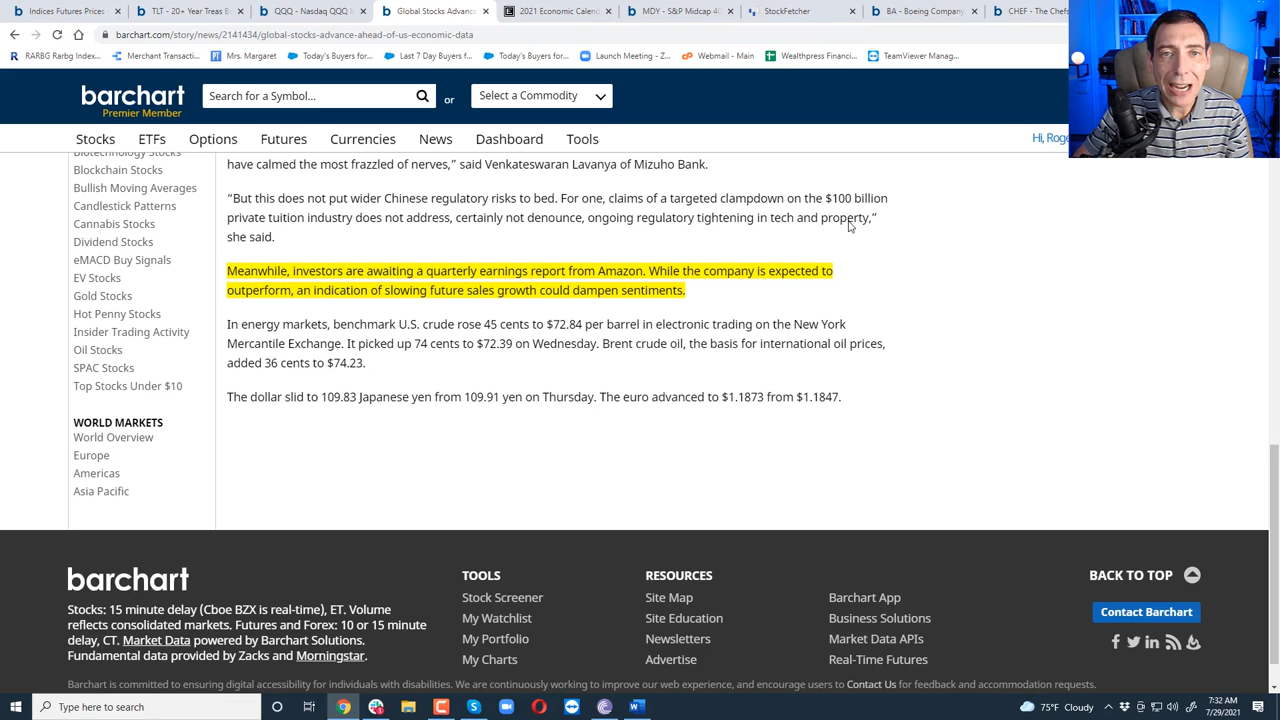 Indices Futures Prices
TLT - 20+ Year Treas B
QQQ - Nasdaq QQQ
Global Stocks Advance
2021 Economic Calen
MDY - S&P Midcap 40
StockFetcher
BA - Boeing Company
CHEF - The Chefs
barchart.com/story/news/2141434/global-stocks-advance-ahead-of-us-economic-data
RARBG Rarbg Index...
Merchant Transacti...
Mrs. Margaret
Today's Buyers for...
Last 7 Day Buyers f...
Today's Buyers for...
Launch Meeting - Z...
Webmail - Main
Wealthpress Financi...
TeamViewer Manag...
barchart
Premier Member
Search for a Symbol...
or
Select a Commodity
Stocks
ETFs
Options
Futures
Currencies
News
Dashboard
Tools
Hi, Roge
Biotechnology Stocks
Blockchain Stocks
Bullish Moving Averages
Candlestick Patterns
Cannabis Stocks
Dividend Stocks
eMACD Buy Signals
EV Stocks
Gold Stocks
Hot Penny Stocks
Insider Trading Activity
Oil Stocks
SPAC Stocks
Top Stocks Under $10
WORLD MARKETS
World Overview
Europe
Americas
Asia Pacific
have calmed the most frazzled of nerves,” said Venkateswaran Lavanya of Mizuho Bank.
“But this does not put wider Chinese regulatory risks to bed. For one, claims of a targeted clampdown on the $100 billion
private tuition industry does not address, certainly not denounce, ongoing regulatory tightening in tech and property,”
she said.
Meanwhile, investors are awaiting a quarterly earnings report from Amazon. While the company is expected to
outperform, an indication of slowing future sales growth could dampen sentiments.
In energy markets, benchmark U.S. crude rose 45 cents to $72.84 per barrel in electronic trading on the New York
Mercantile Exchange. It picked up 74 cents to $72.39 on Wednesday. Brent crude oil, the basis for international oil prices,
added 36 cents to $74.23.
The dollar slid to 109.83 Japanese yen from 109.91 yen on Thursday. The euro advanced to $1.1873 from $1.1847.
barchart
Stocks: 15 minute delay (Cboe BZX is real-time), ET. Volume
reflects consolidated markets. Futures and Forex: 10 or 15 minute
delay, CT. Market Data powered by Barchart Solutions.
Fundamental data provided by Zacks and Morningstar.
TOOLS
Stock Screener
My Watchlist
My Portfolio
My Charts
RESOURCES
Site Map
Site Education
Newsletters
Advertise
Barchart App
Business Solutions
Market Data APIs
Real-Time Futures
BACK TO TOP
Contact Barchart
Barchart is committed to ensuring digital accessibility for individuals with disabilities. We are continuously working to improve our web experience, and encourage users to Contact Us for feedback and accommodation requests.
Type here to search
75°F Cloudy
7:32 AM
7/29/2021